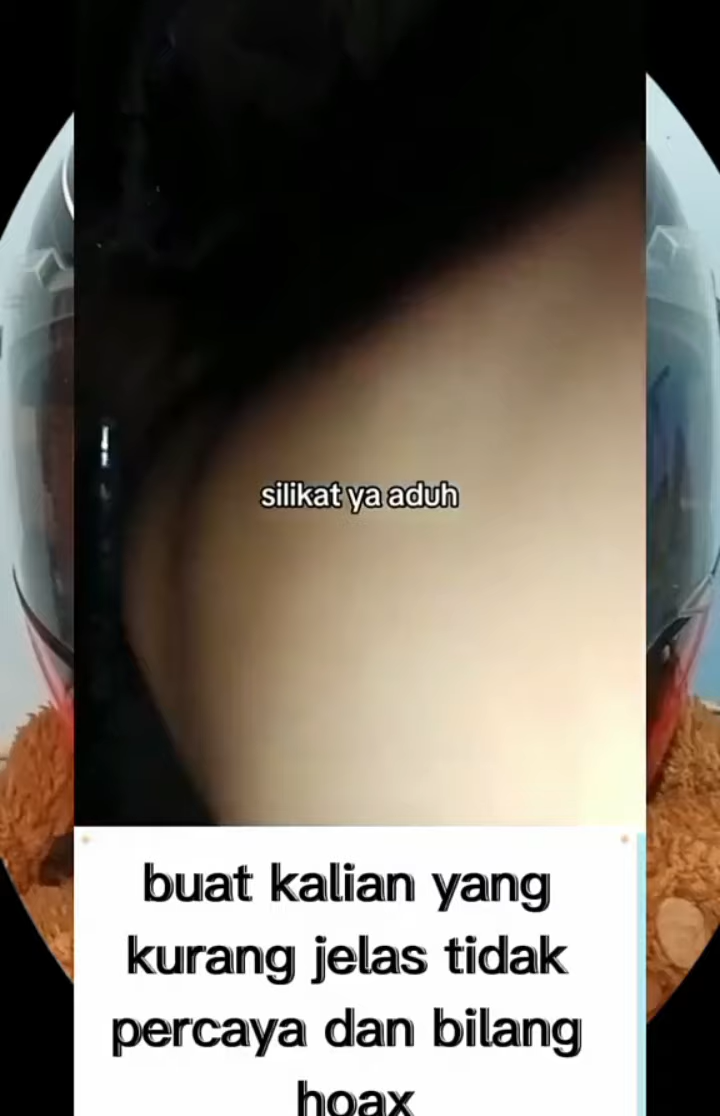 silikat ya aduh
buat kalian yang
kurang jelas tidak
percaya dan bilang
hoax